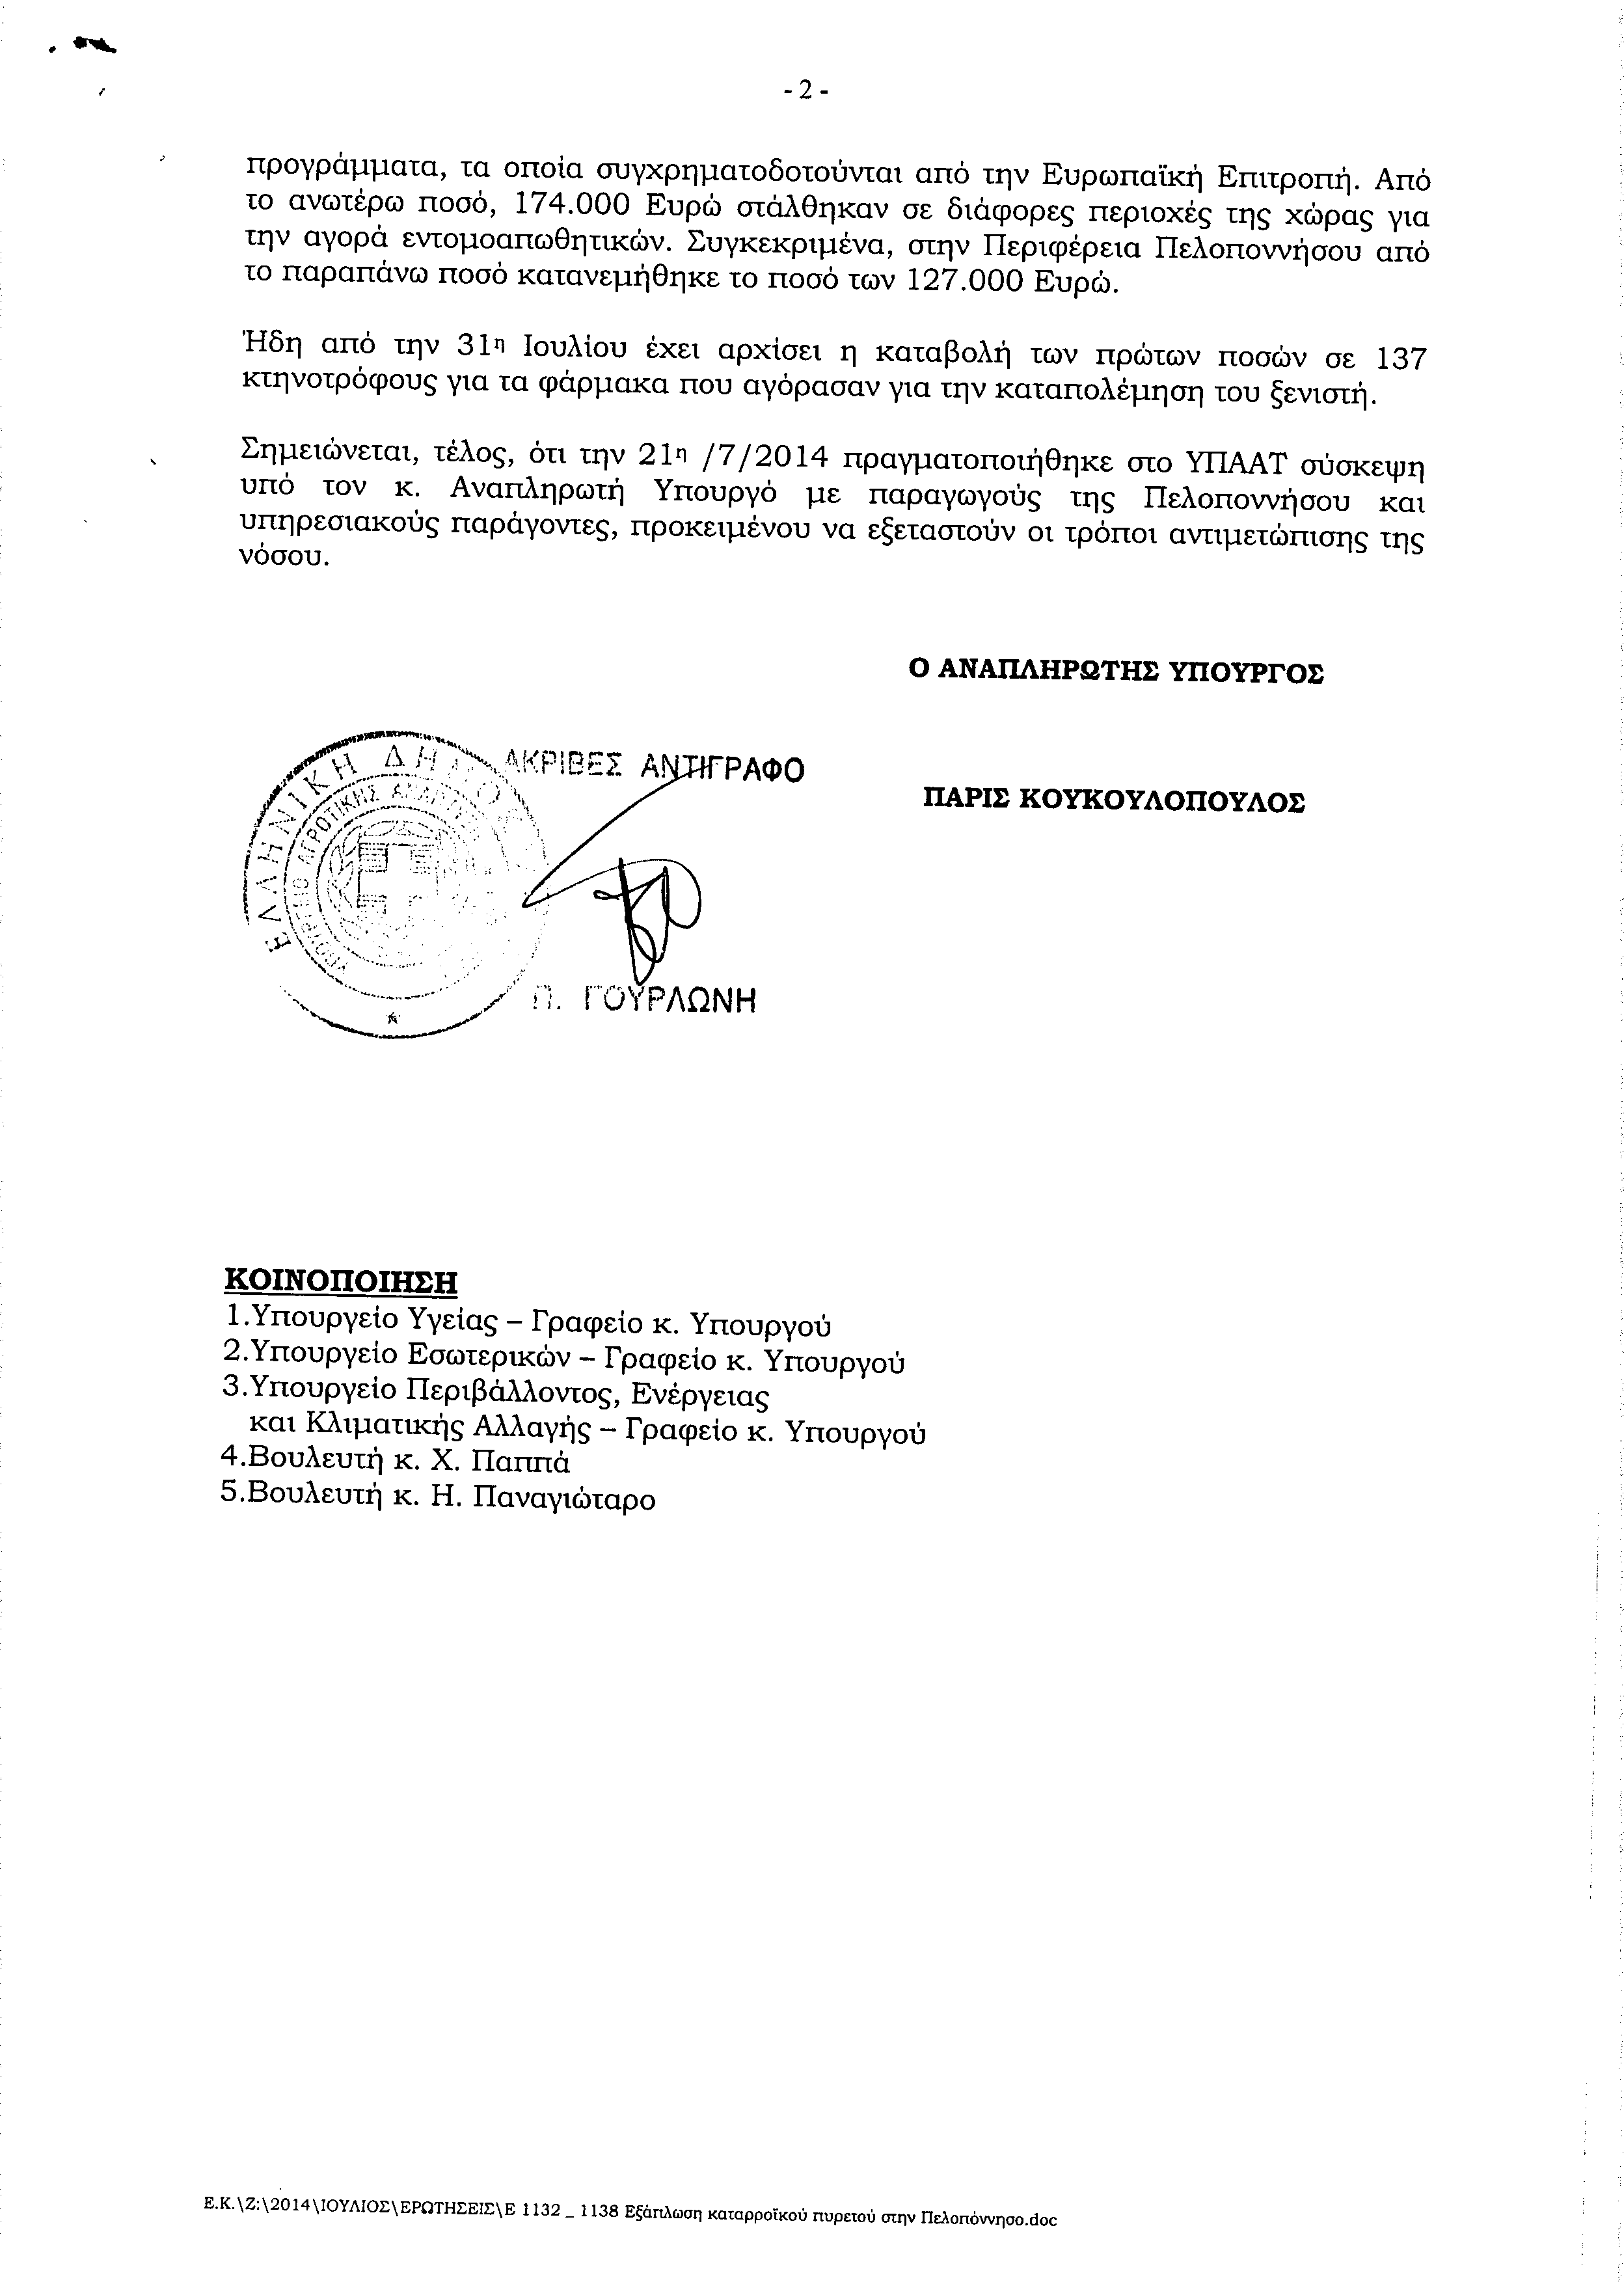 - 2 -
προγράμματα, τα οποία συγχρηματοδοτούνται από την Ευρωπαϊκή Επιτροπή. Από
το ανωτέρω ποσό, 174.000 Ευρώ στάλθηκαν σε διάφορες περιοχές της χώρας για
την αγορά εντομοαπωθητικών. Συγκεκριμένα, στην Περιφέρεια Πελοποννήσου από
το παραπάνω ποσό κατανεμήθηκε το ποσό των 127.000 Ευρώ.
Ήδη από την 31η Ιουλίου έχει αρχίσει η καταβολή των πρώτων ποσών σε 137
κτηνοτρόφους για τα φάρμακα που αγόρασαν για την καταπολέμηση του ξενιστή.
Σημειώνεται, τέλος, ότι την 21η /7/2014 πραγματοποιήθηκε στο ΥΠΑΑΤ σύσκεψη
υπό τον κ. Αναπληρωτή Υπουργό με παραγωγούς της Πελοποννήσου και
υπηρεσιακούς παράγοντες, προκειμένου να εξεταστούν οι τρόποι αντιμετώπισης της
νόσου.
Ο ΑΝΑΠΛΗΡΩΤΗΣ ΥΠΟΥΡΓΟΣ
ΑΚΡΙΒΕΣ ΑΝΤΙΓΡΑΦΟ
ΠΑΡΙΣ ΚΟΥΚΟΥΛΟΠΟΥΛΟΣ
ΕΛΛΗΝΙΚΗ
ΑΓΡΟΤΙΚΗΣ
Π. ΓΟΥΡΛΩΝΗ
ΚΟΙΝΟΠΟΙΗΣΗ
1.Υπουργείο Υγείας – Γραφείο κ. Υπουργού
2.Υπουργείο Εσωτερικών – Γραφείο κ. Υπουργού
3.Υπουργείο Περιβάλλοντος, Ενέργειας
και Κλιματικής Αλλαγής – Γραφείο κ. Υπουργού
4.Βουλευτή κ. Χ. Παππά
5.Βουλευτή κ. Η. Παναγιώταρο
Ε.Κ.\Ζ:\2014\ΙΟΥΛΙΟΣ\ΕΡΩΤΗΣΕΙΣ\Ε 1132 _ 1138 Εξάπλωση καταρροϊκού πυρετού στην Πελοπόννησο.doc